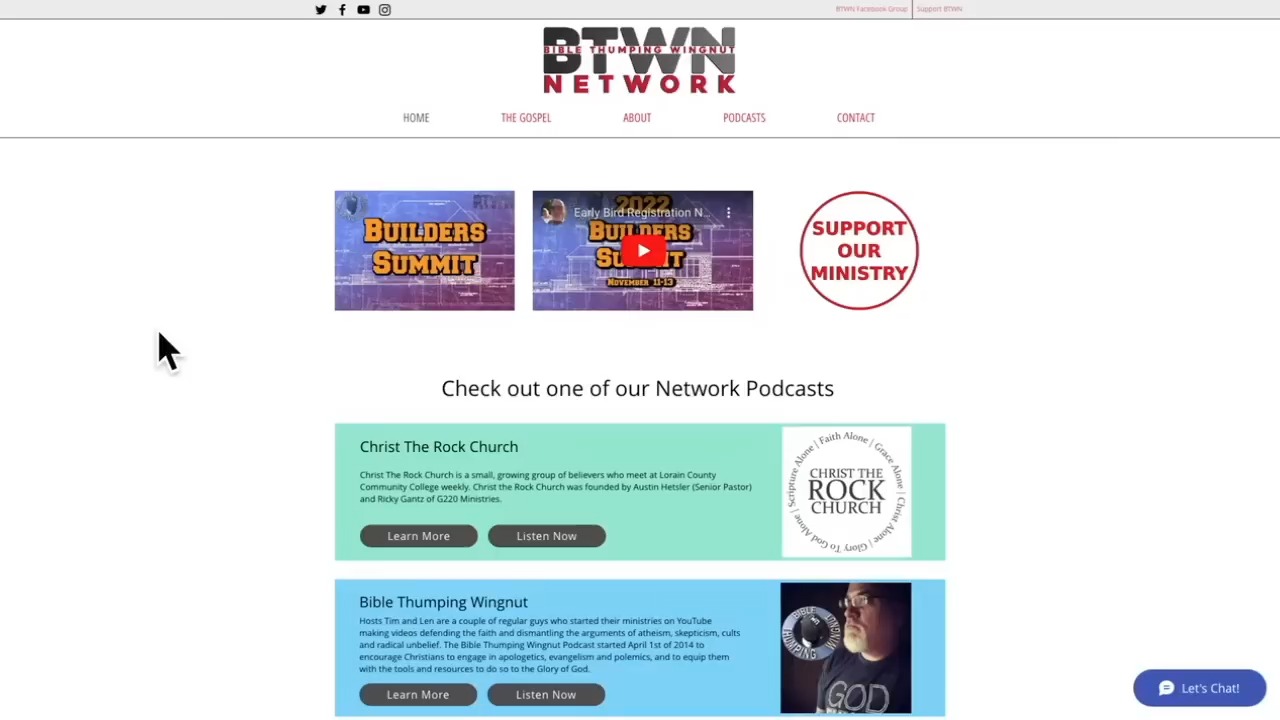 BTWN Facebook Group
Support BTWN
BTWN
BIBLE THUMPING WINGNUT
NETWORK
HOME
THE GOSPEL
ABOUT
PODCASTS
CONTACT
BUILDERS
SUMMIT
2022
Early Bird Registration N...
BUILDERS
SUMMIT
NOVEMBER 11-13
SUPPORT
OUR
MINISTRY
Check out one of our Network Podcasts
Christ The Rock Church
Christ The Rock Church is a small, growing group of believers who meet at Lorain County
Community College weekly. Christ the Rock Church was founded by Austin Hetsler (Senior Pastor)
and Ricky Gantz of G220 Ministries.
Learn More
Listen Now
Scripture Alone | Faith Alone | Grace Alone | Christ Alone | Glory To God Alone |
CHRIST THE
ROCK
CHURCH
Bible Thumping Wingnut
Hosts Tim and Len are a couple of regular guys who started their ministries on YouTube
making videos defending the faith and dismantling the arguments of atheism, skepticism, cults
and radical unbelief. The Bible Thumping Wingnut Podcast started April 1st of 2014 to
encourage Christians to engage in apologetics, evangelism and polemics, and to equip them
with the tools and resources to do so to the Glory of God.
Learn More
Listen Now
BIBLE
THUMPING
WINGNUT
GOD
Let's Chat!